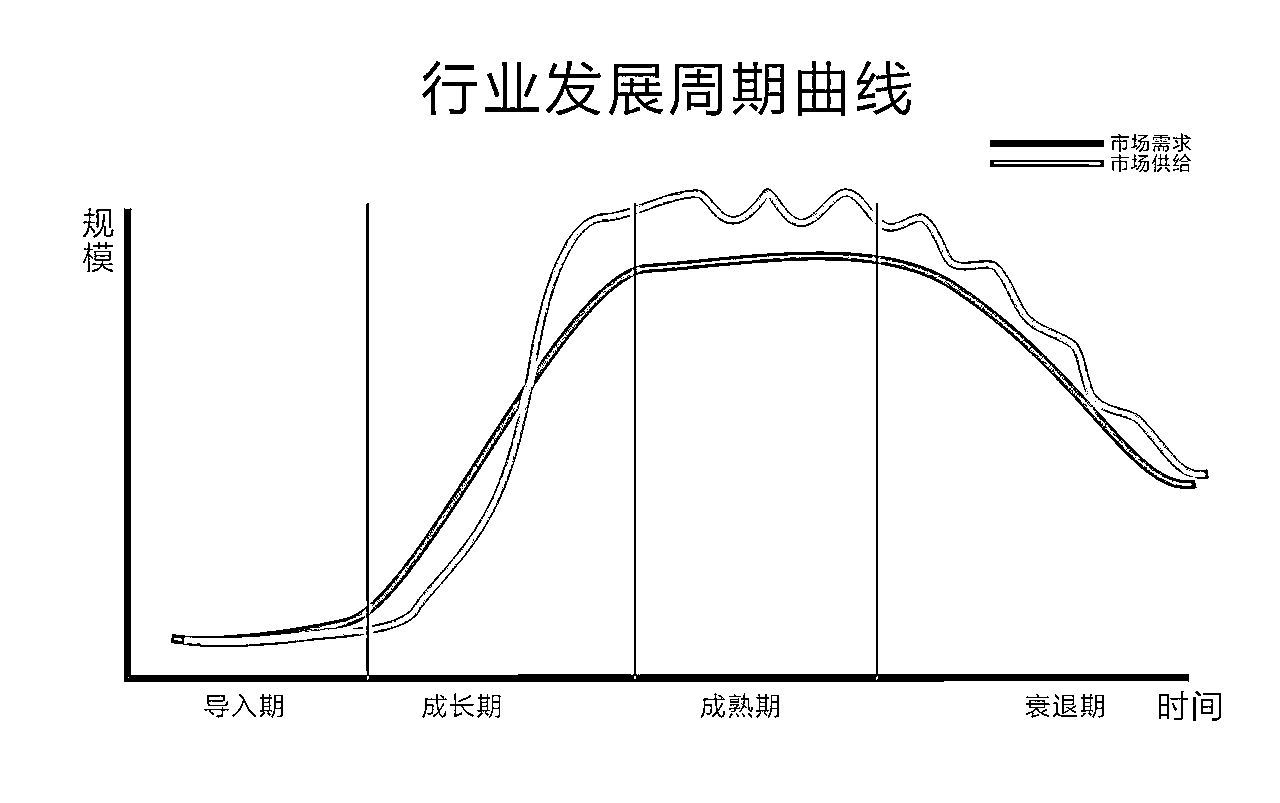 行业发展周期曲线
市场需求
市场供给
规
模
导入期
成长期
成熟期
衰退期
时间